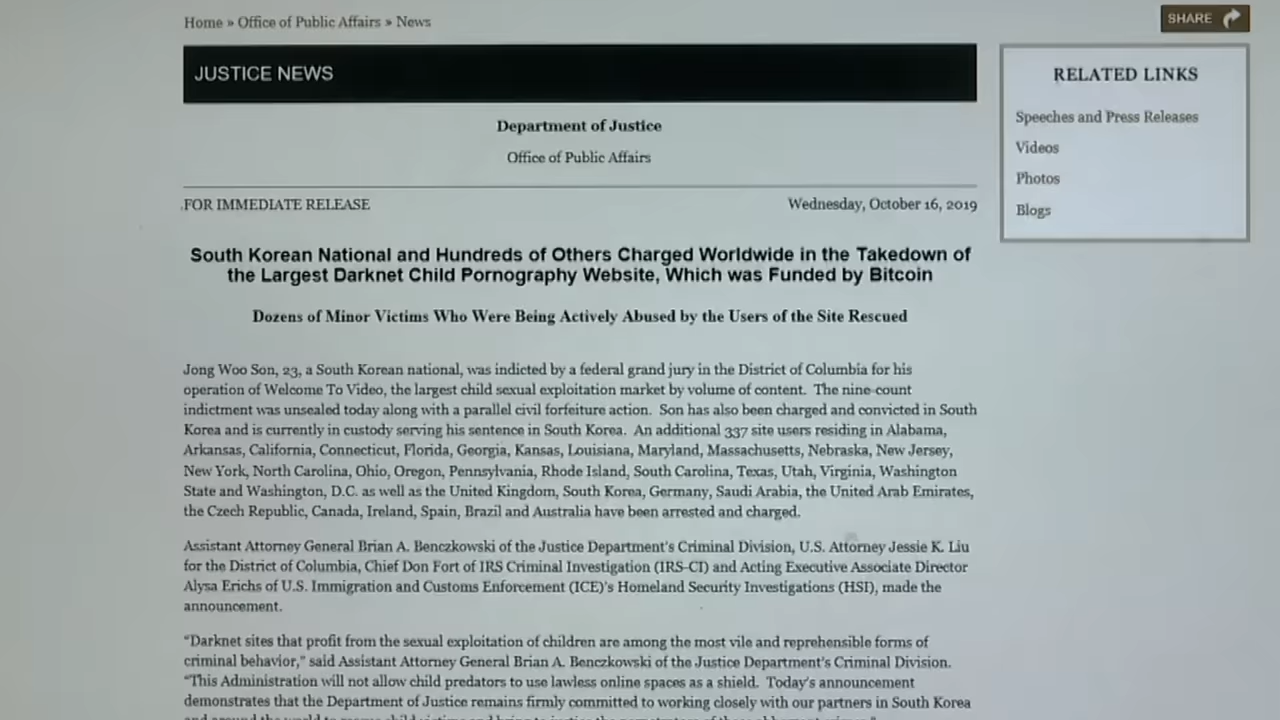 Home » Office of Public Affairs » News
SHARE
JUSTICE NEWS
RELATED LINKS
Speeches and Press Releases
Videos
Photos
Blogs
Department of Justice
Office of Public Affairs
FOR IMMEDIATE RELEASE
Wednesday, October 16, 2019
South Korean National and Hundreds of Others Charged Worldwide in the Takedown of
the Largest Darknet Child Pornography Website, Which was Funded by Bitcoin
Dozens of Minor Victims Who Were Being Actively Abused by the Users of the Site Rescued
Jong Woo Son, 23, a South Korean national, was indicted by a federal grand jury in the District of Columbia for his
operation of Welcome To Video, the largest child sexual exploitation market by volume of content.  The nine-count
indictment was unsealed today along with a parallel civil forfeiture action.  Son has also been charged and convicted in South
Korea and is currently in custody serving his sentence in South Korea.  An additional 337 site users residing in Alabama,
Arkansas, California, Connecticut, Florida, Georgia, Kansas, Louisiana, Maryland, Massachusetts, Nebraska, New Jersey,
New York, North Carolina, Ohio, Oregon, Pennsylvania, Rhode Island, South Carolina, Texas, Utah, Virginia, Washington
State and Washington, D.C. as well as the United Kingdom, South Korea, Germany, Saudi Arabia, the United Arab Emirates,
the Czech Republic, Canada, Ireland, Spain, Brazil and Australia have been arrested and charged.
Assistant Attorney General Brian A. Benczkowski of the Justice Department's Criminal Division, U.S. Attorney Jessie K. Liu
for the District of Columbia, Chief Don Fort of IRS Criminal Investigation (IRS-CI) and Acting Executive Associate Director
Alysa Erichs of U.S. Immigration and Customs Enforcement (ICE)'s Homeland Security Investigations (HSI), made the
announcement.
"Darknet sites that profit from the sexual exploitation of children are among the most vile and reprehensible forms of
criminal behavior," said Assistant Attorney General Brian A. Benczkowski of the Justice Department's Criminal Division.
"This Administration will not allow child predators to use lawless online spaces as a shield.  Today's announcement
demonstrates that the Department of Justice remains firmly committed to working closely with our partners in South Korea